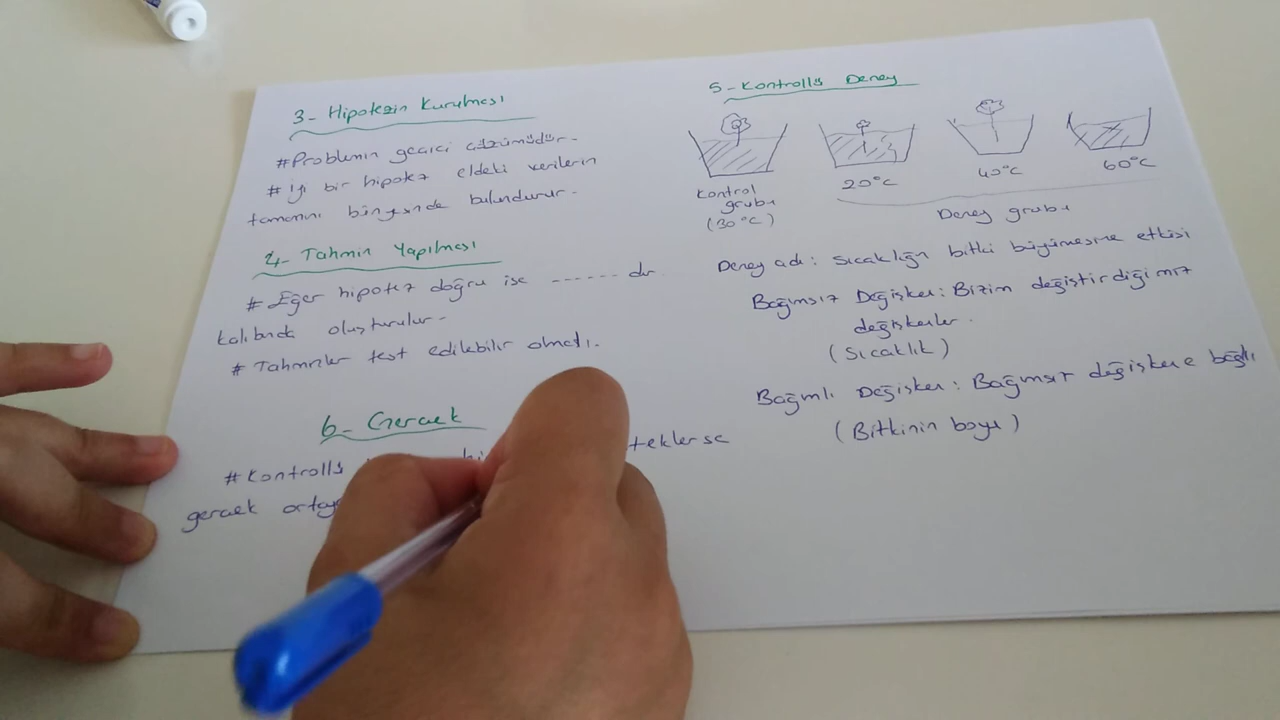 3- Hipotezin Kurulması
#Problemin geçici çözümüdür.
# İyi bir hipotez eldeki verilerin
tamamını bünyesinde bulundurur.
4- Tahmin Yapılması
# Eğer hipotez doğru ise ------ dır.
kalıbında oluşturulur.
# Tahminler test edilebilir olmalı.
6- Gerçek
#Kontrollü
teklerse
gerçek
5- Kontrollü Deney
Kontrol
grubu
(30°C)
20°C
40°C
60°C
Deney grubu
Deney adı: Sıcaklığın bitki büyümesine etkisi
Bağımsız Değişken: Bizim değiştirdiğimiz
değişkenler.
(Sıcaklık)
Bağımlı Değişken: Bağımsız değişkene bağlı
(Bitkinin boyu)